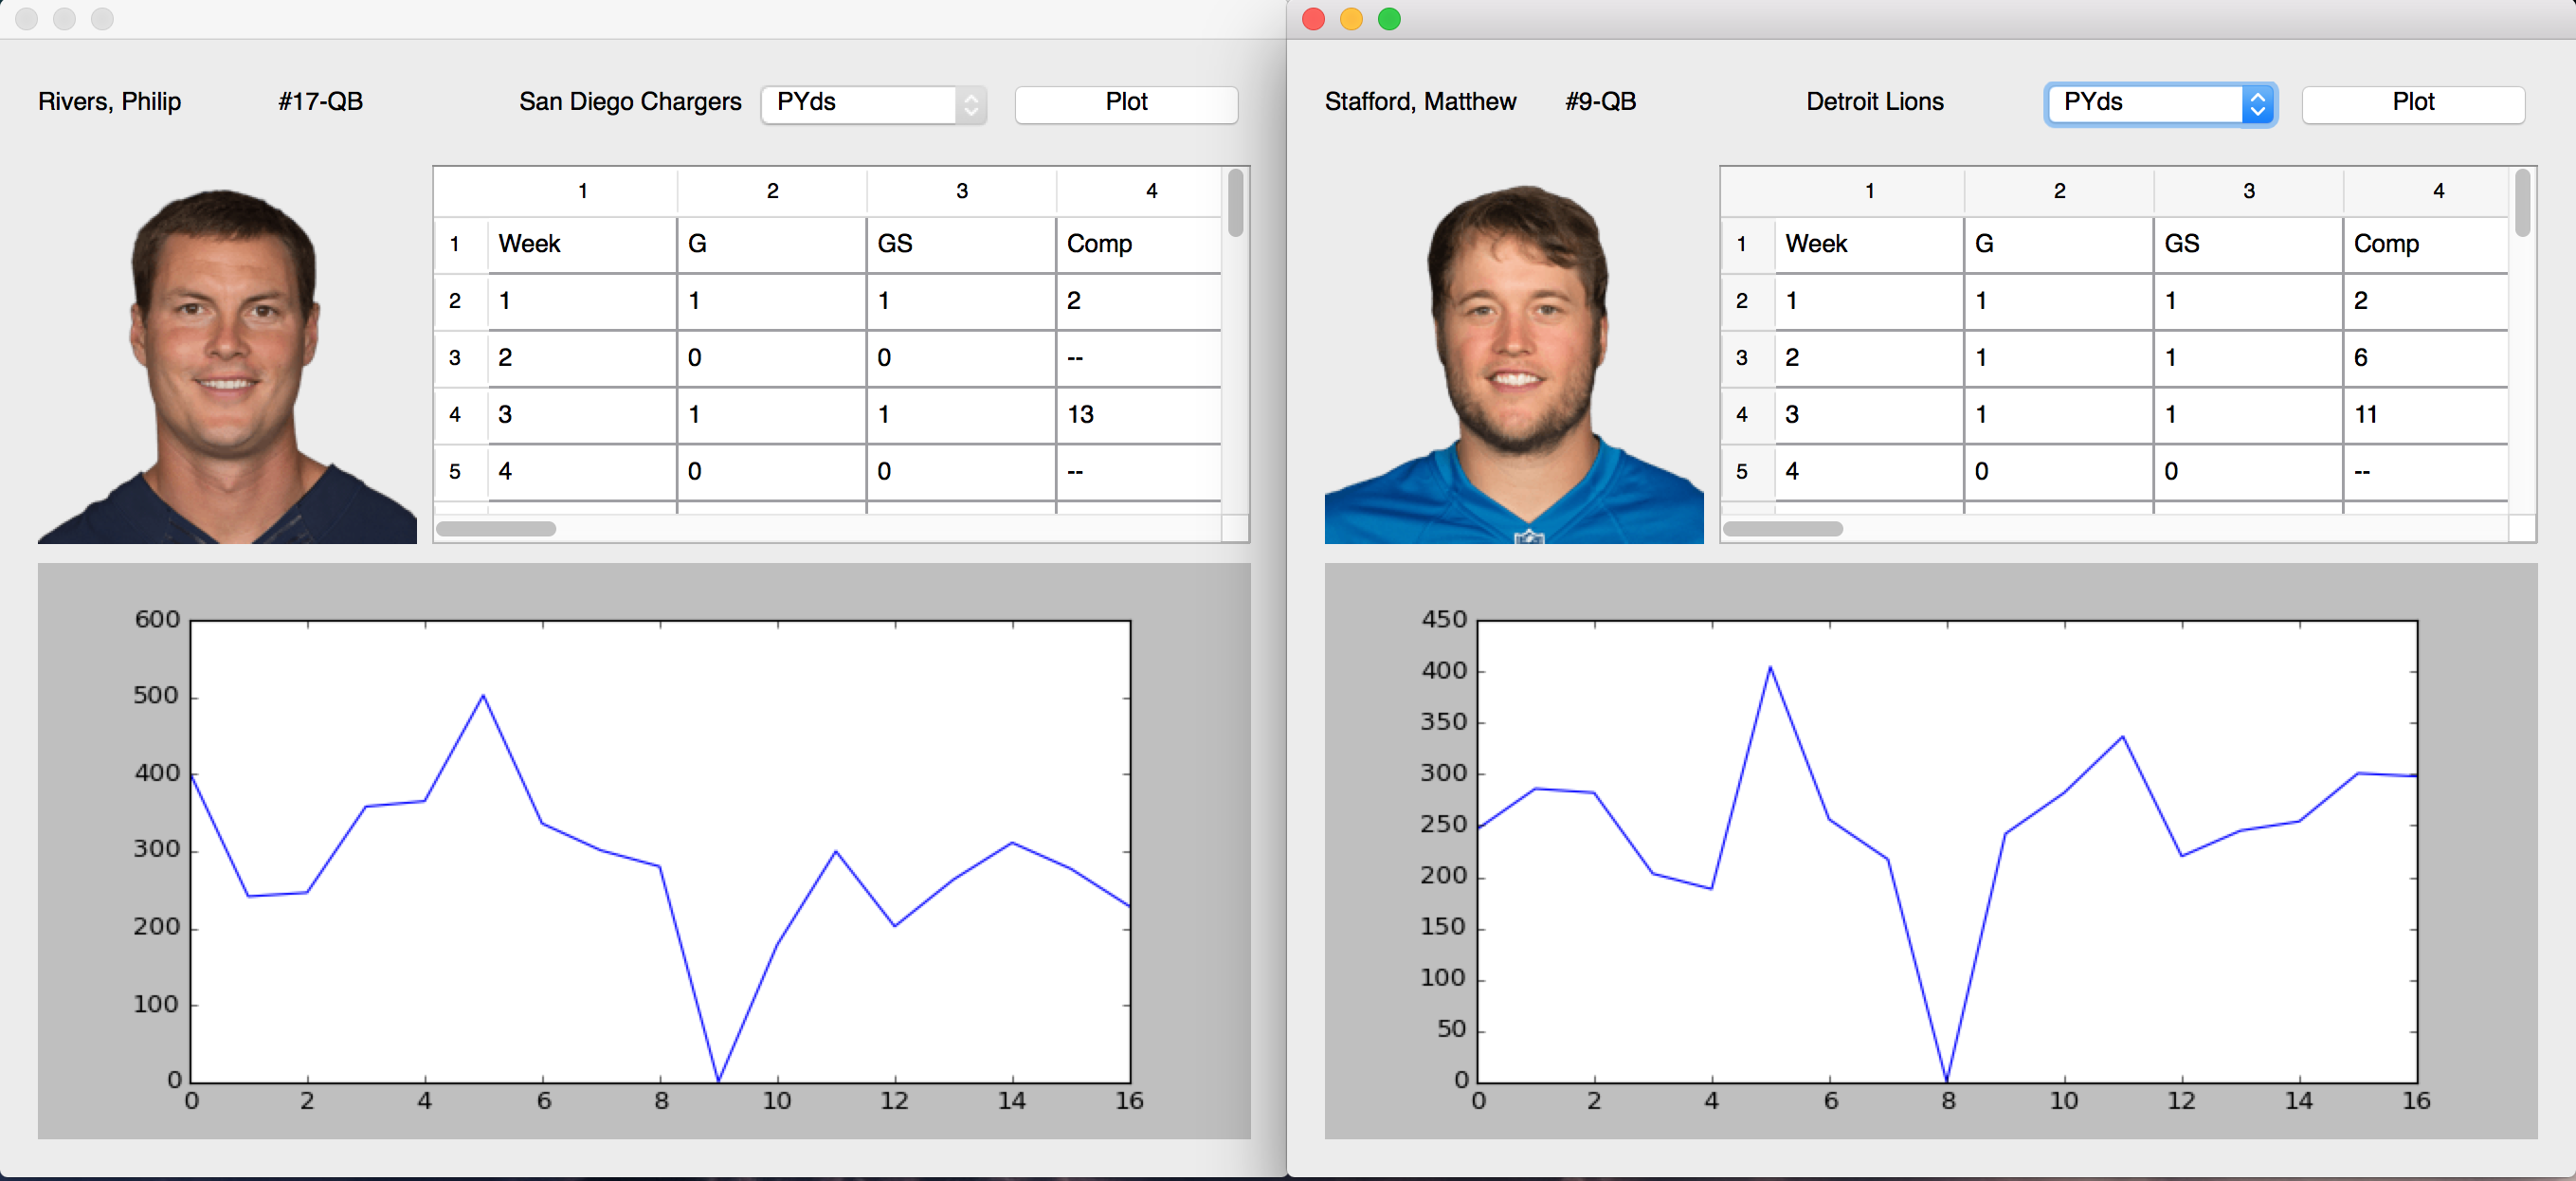 Rivers, Philip #17-QB San Diego Chargers PYds Plot
1 2 3 4
1 Week G GS Comp
2 1 1 1 2
3 2 0 0 --
4 3 1 1 13
5 4 0 0 --
600
500
400
300
200
100
0
0 2 4 6 8 10 12 14 16
Stafford, Matthew #9-QB Detroit Lions PYds Plot
1 2 3 4
1 Week G GS Comp
2 1 1 1 2
3 2 1 1 6
4 3 1 1 11
5 4 0 0 --
450
400
350
300
250
200
150
100
50
0
0 2 4 6 8 10 12 14 16